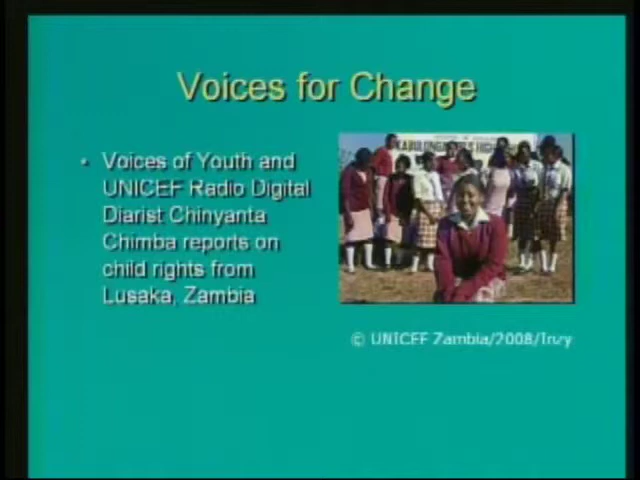 Voices for Change
• Voices of Youth and
UNICEF Radio Digital
Diarist Chinyanta
Chimba reports on
child rights from
Lusaka, Zambia
© UNICEF Zambia/2008/